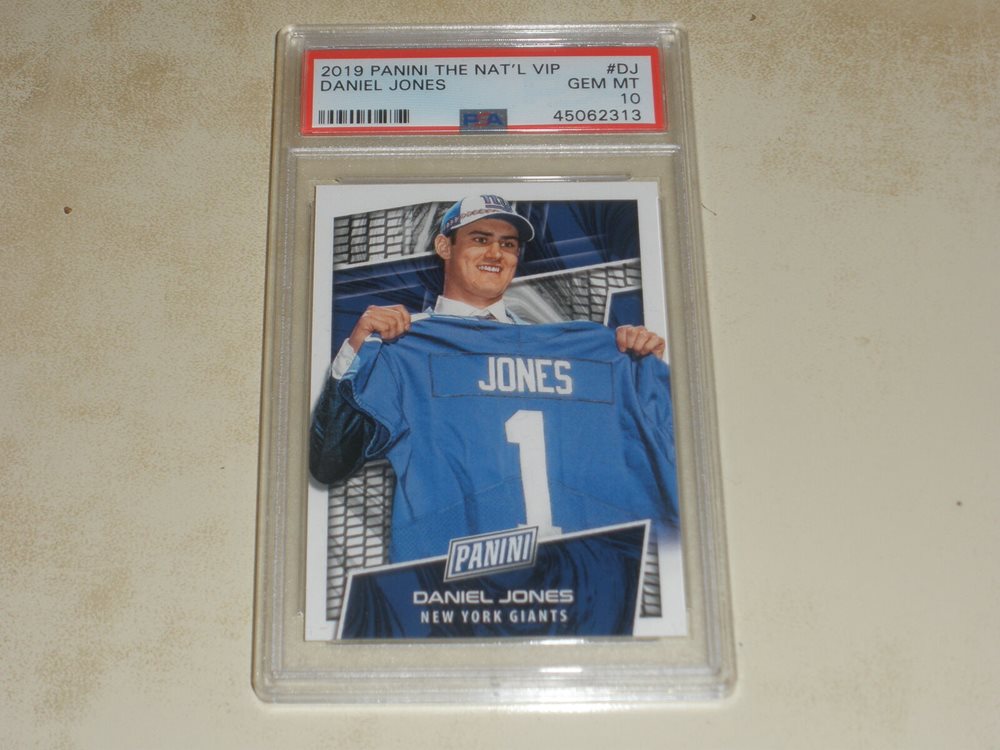 2019 PANINI THE NAT'L VIP #DJ
DANIEL JONES GEM MT
10
PSA 45062313
JONES
1
PANINI
DANIEL JONES
NEW YORK GIANTS